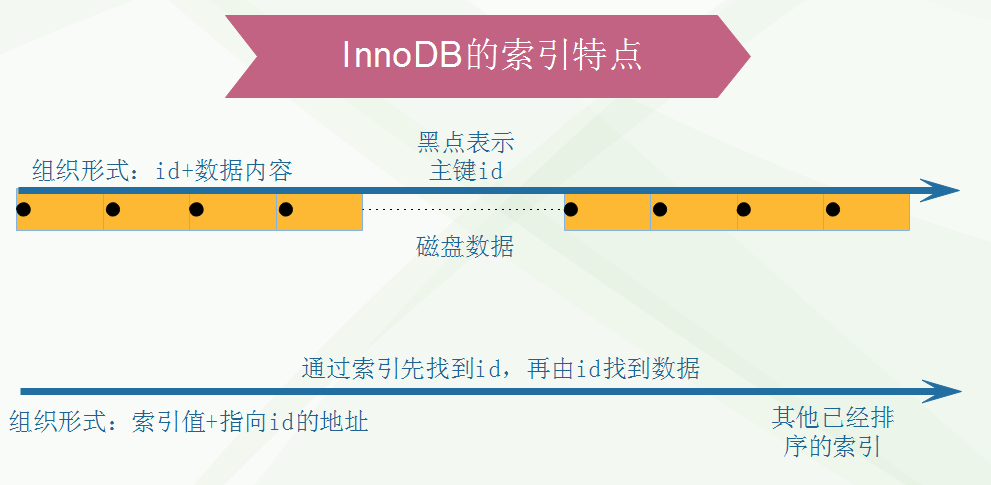 InnoDB的索引特点
黑点表示
主键id
组织形式：id+数据内容
磁盘数据
通过索引先找到id，再由id找到数据
组织形式：索引值+指向id的地址
其他已经排
序的索引